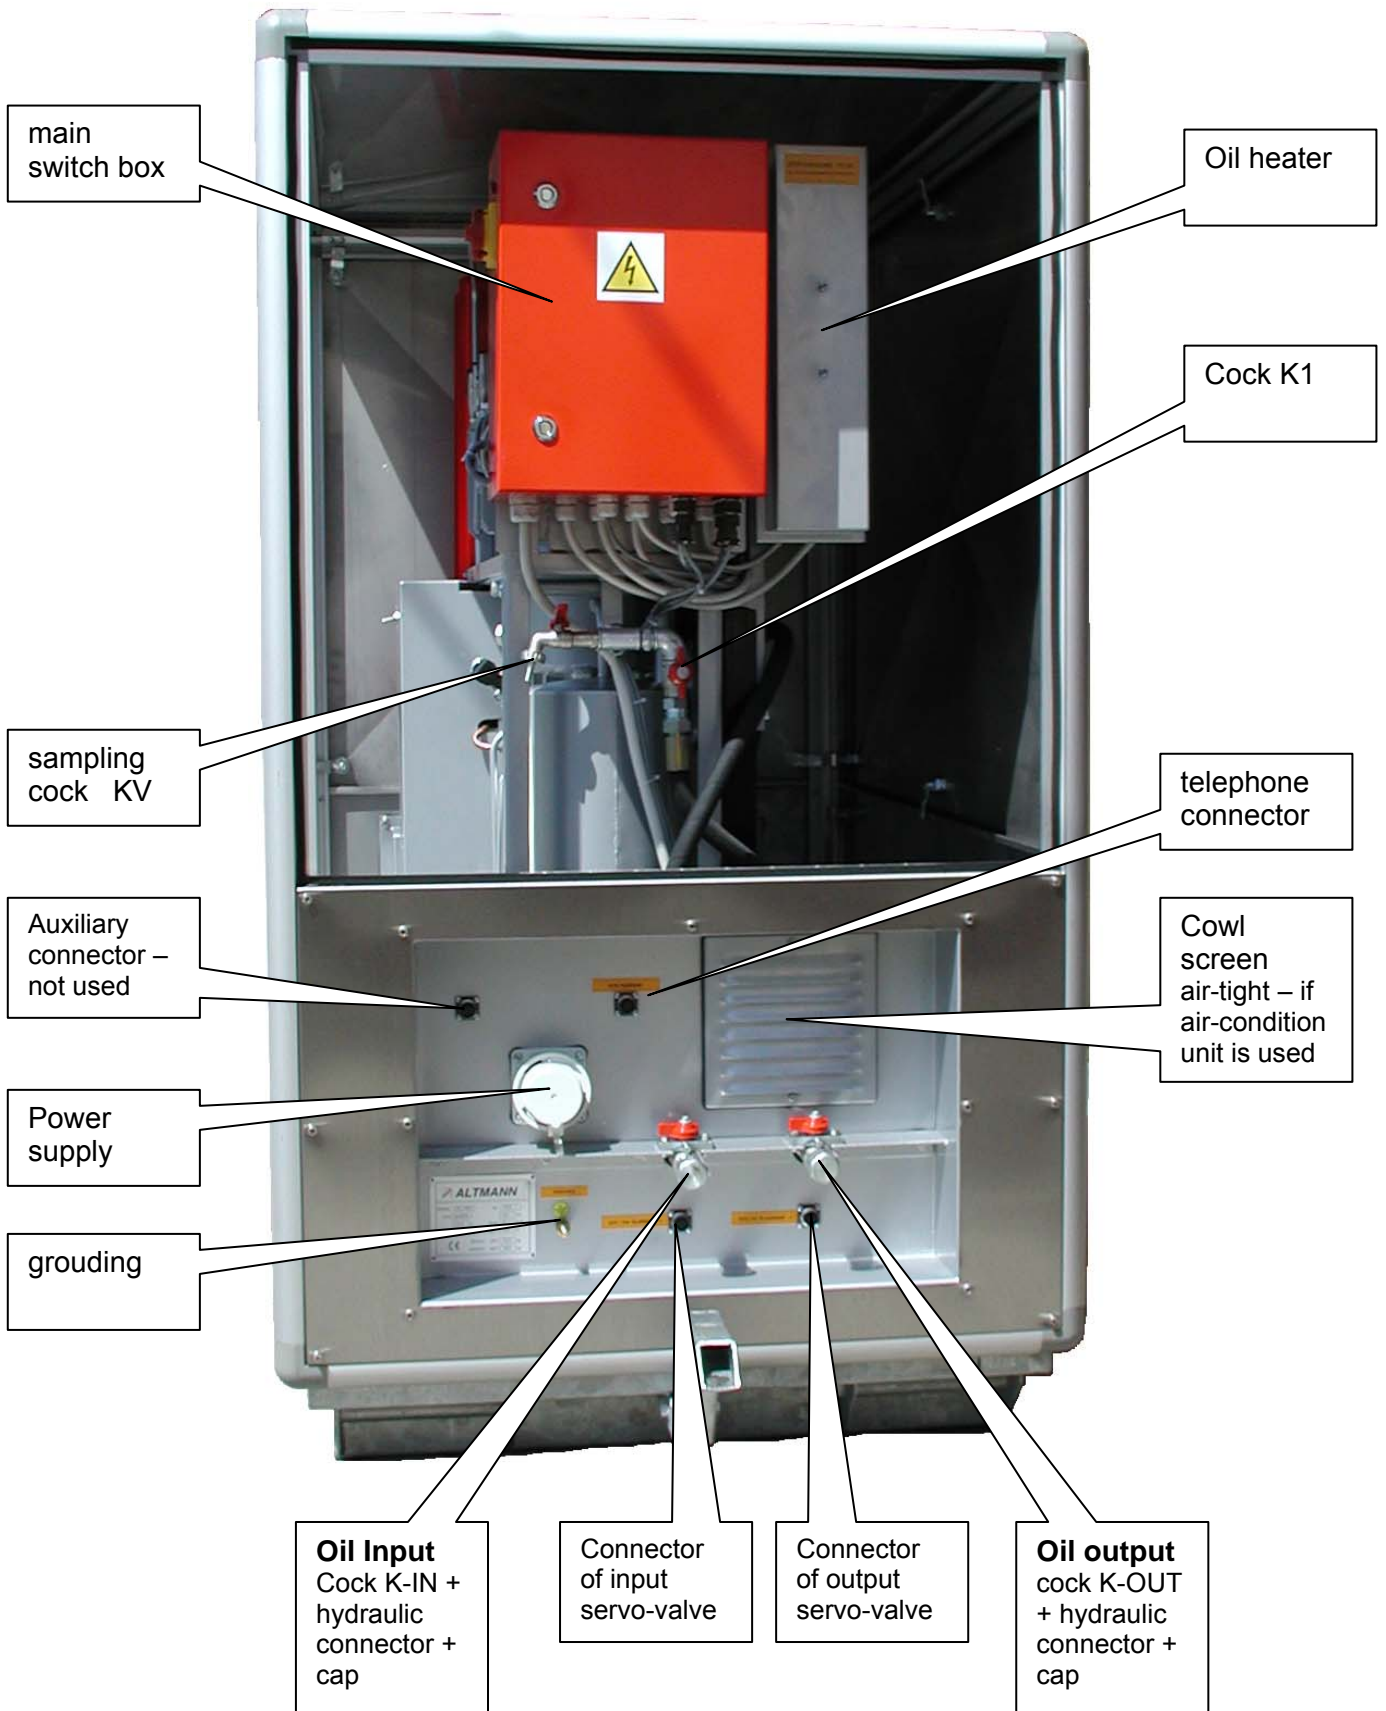 main
switch box
Oil heater
Cock K1
sampling
cock KV
telephone
connector
Auxiliary
connector –
not used
Cowl
screen
air-tight – if
air-condition
unit is used
Power
supply
ALTMANN
grouding
Oil Input
Cock K-IN +
hydraulic
connector +
cap
Connector
of input
servo-valve
Connector
of output
servo-valve
Oil output
cock K-OUT
+ hydraulic
connector +
cap